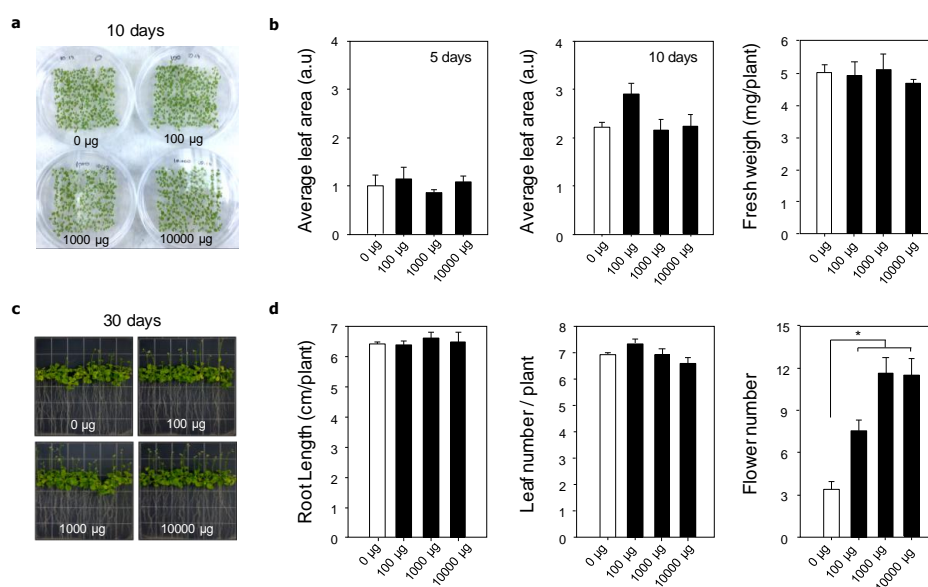 a
10 days
0 µg
100 µg
1000 µg
10000 µg
b
Average leaf area (a.u)
4
3
2
1
0
5 days
0 µg
100 µg
1000 µg
10000 µg
Average leaf area (a.u)
4
3
2
1
0
10 days
0 µg
100 µg
1000 µg
10000 µg
Fresh weigh (mg/plant)
6
5
4
3
2
1
0
0 µg
100 µg
1000 µg
10000 µg
c
30 days
0 µg
100 µg
1000 µg
10000 µg
d
Root Length (cm/plant)
7
6
5
4
3
2
1
0
0 µg
100 µg
1000 µg
10000 µg
Leaf number / plant
8
7
6
5
4
3
2
1
0
0 µg
100 µg
1000 µg
10000 µg
Flower number
15
12
9
6
3
0
*
0 µg
100 µg
1000 µg
10000 µg